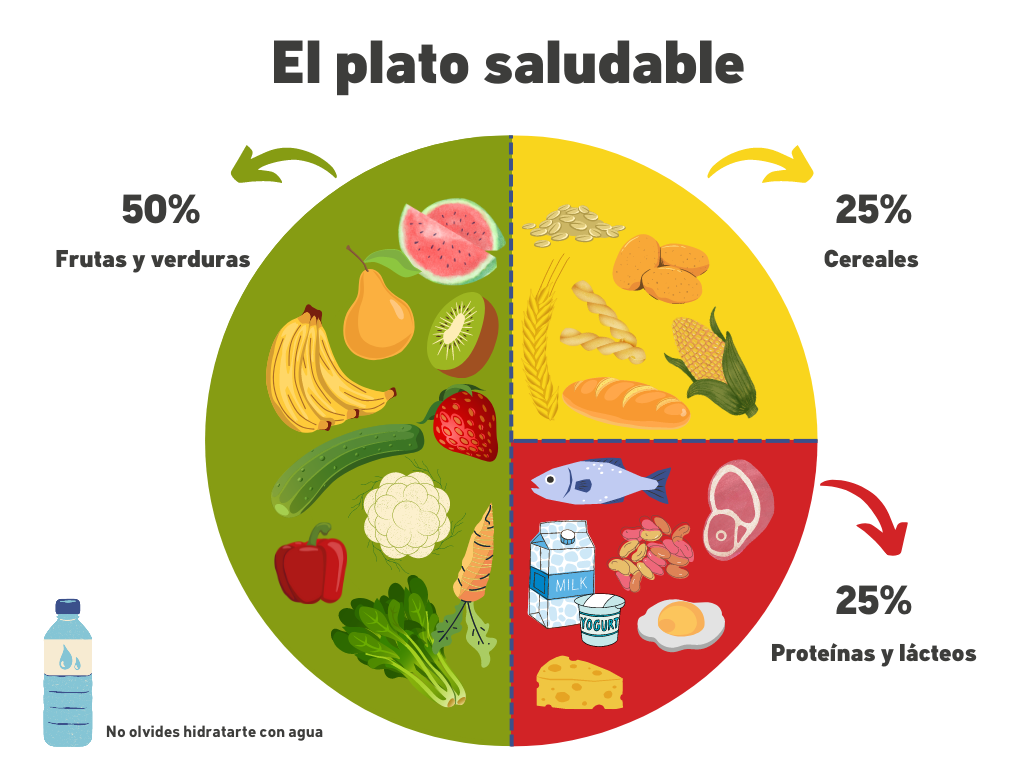 El plato saludable
50%
Frutas y verduras
25%
Cereales
MILK
YOGURT
25%
Proteínas y lácteos
No olvides hidratarte con agua